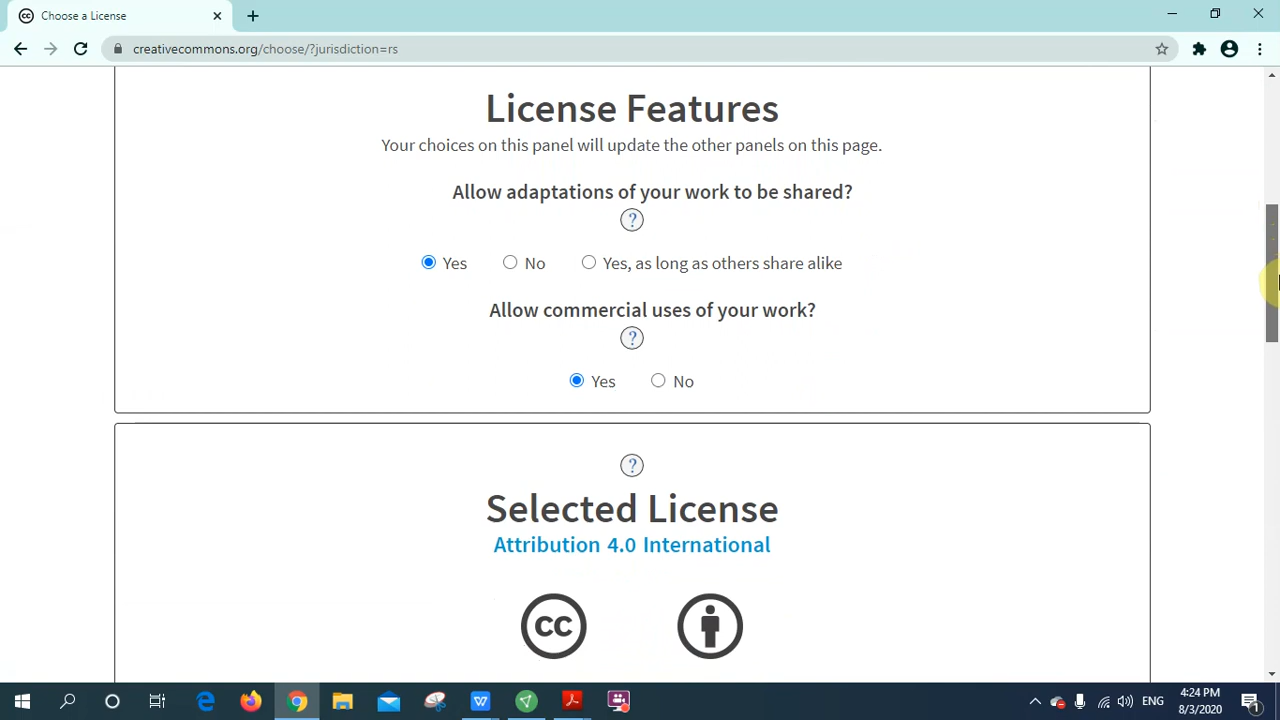 Choose a License
creativecommons.org/choose/?jurisdiction=rs
License Features
Your choices on this panel will update the other panels on this page.
Allow adaptations of your work to be shared?
?
Yes No Yes, as long as others share alike
Allow commercial uses of your work?
?
Yes No
?
Selected License
Attribution 4.0 International
cc
ENG
4:24 PM
8/3/2020
1